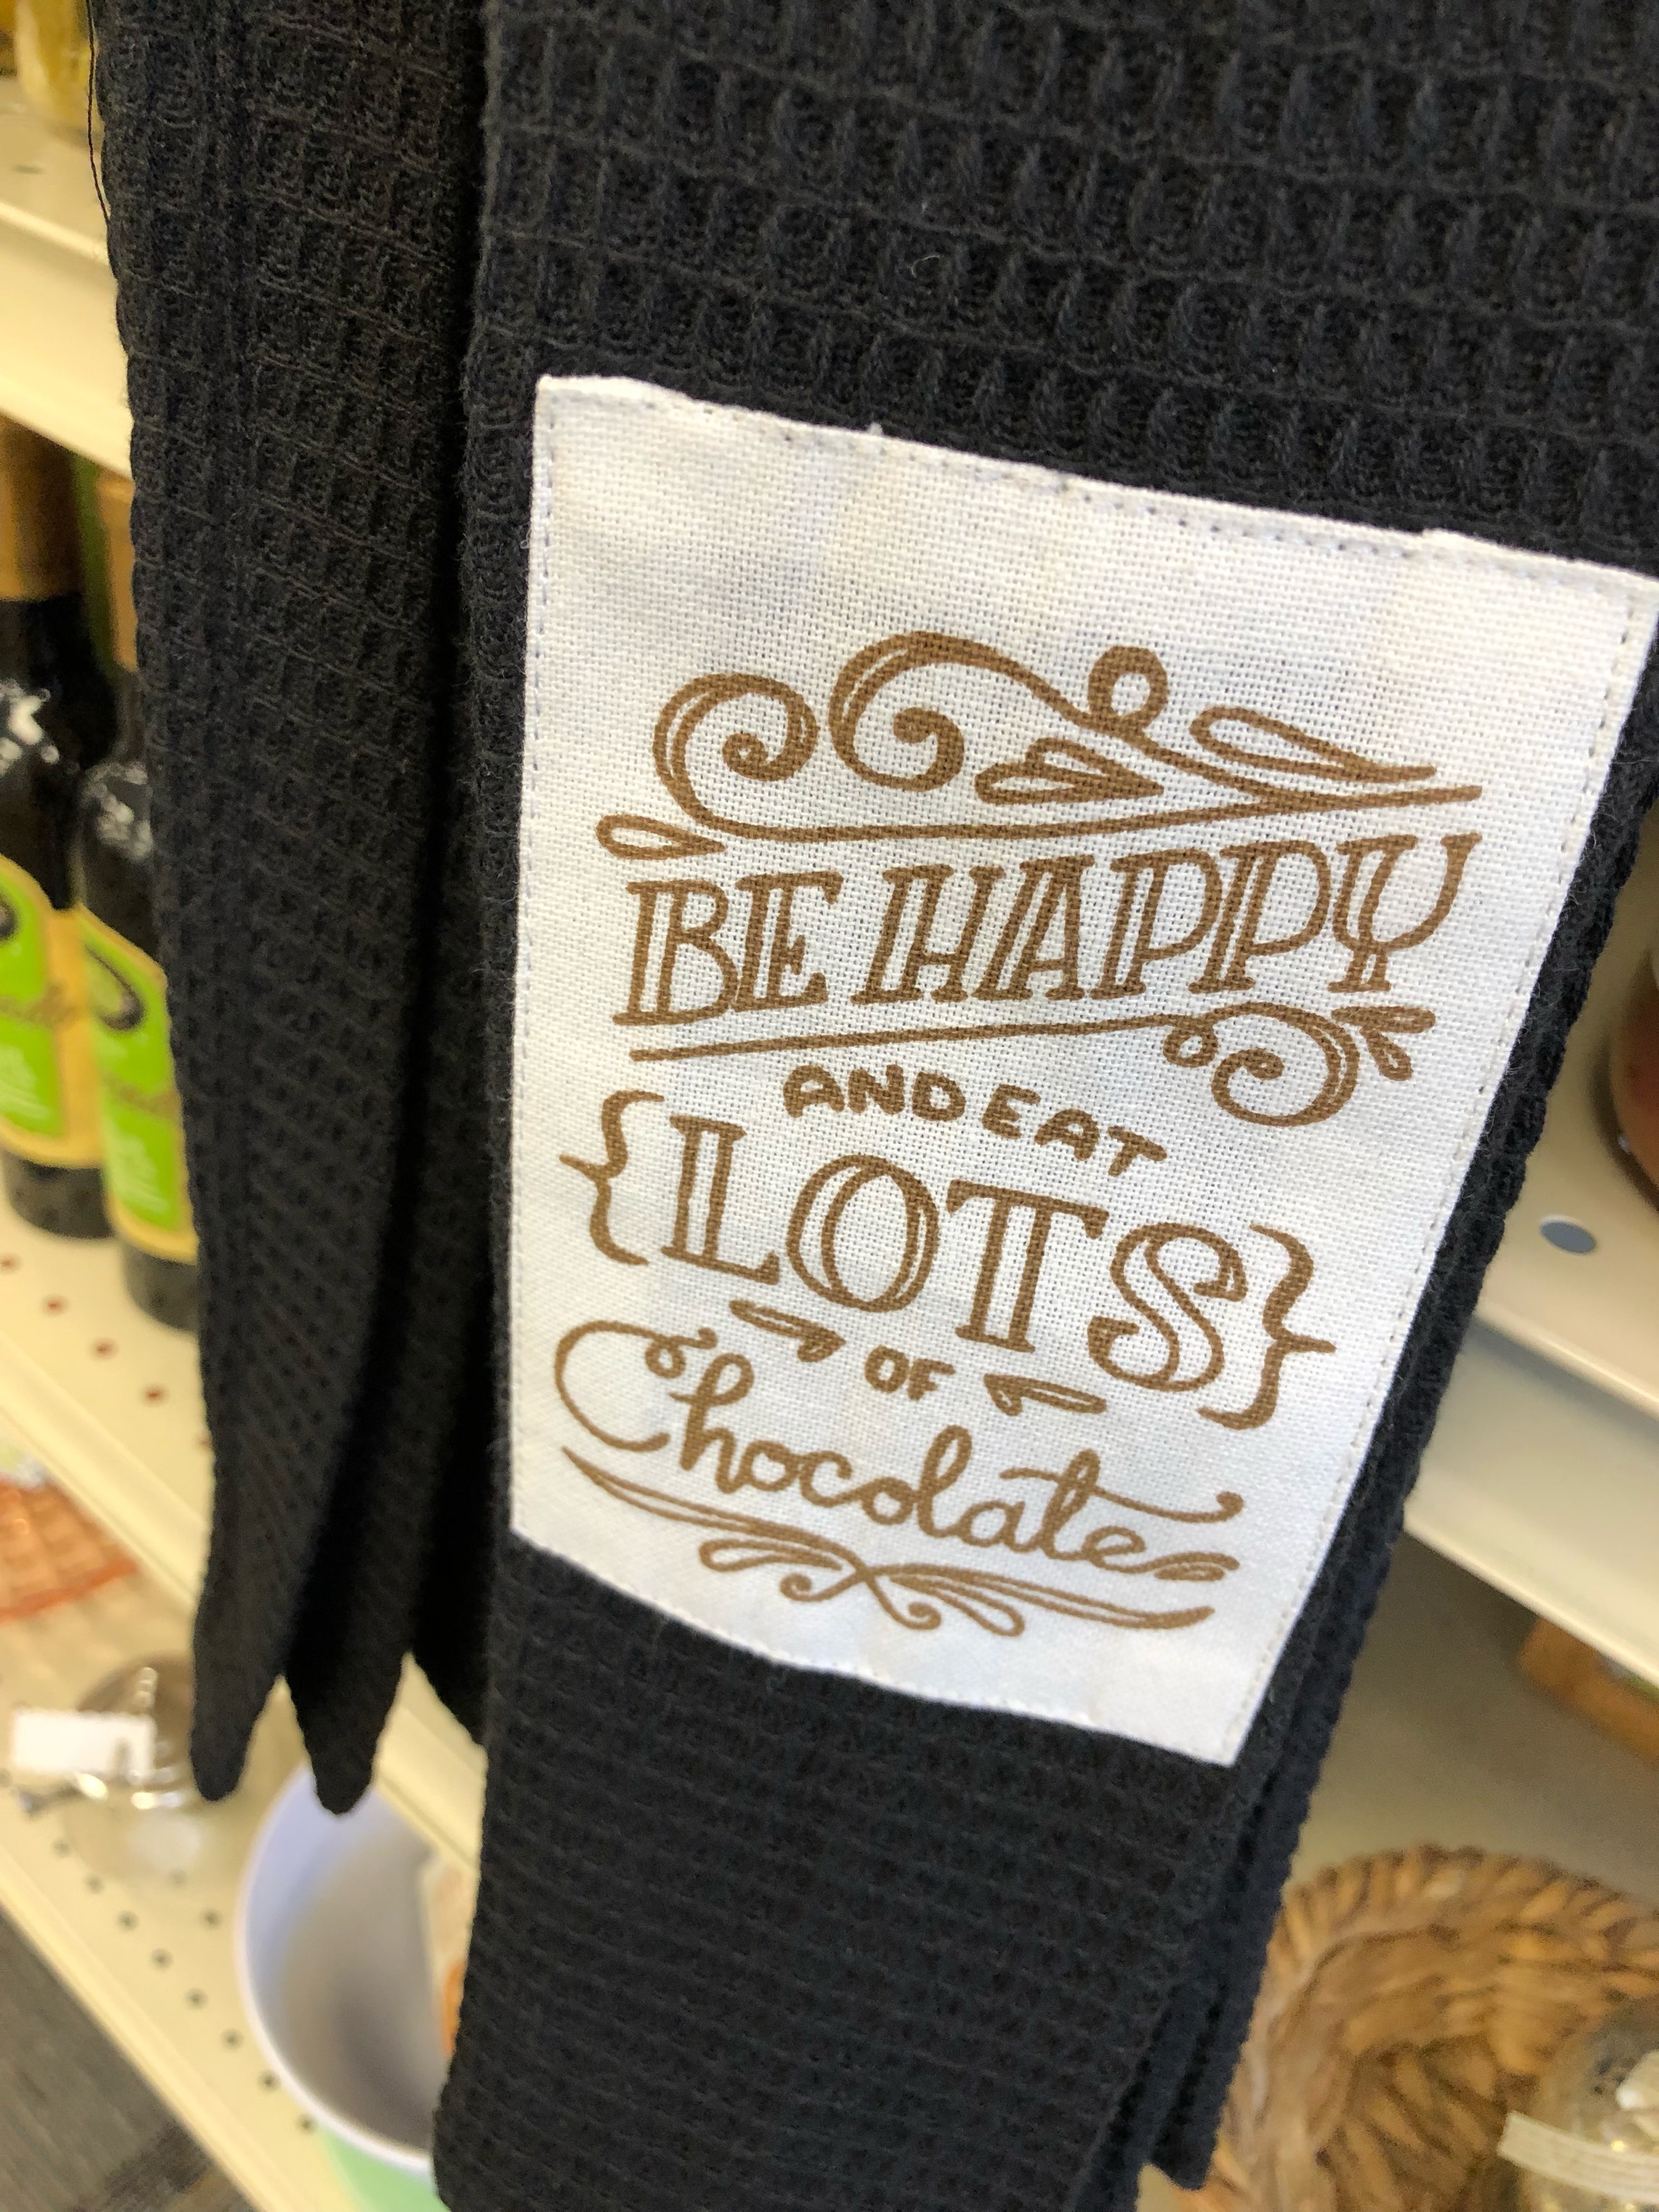 BE HAPPY
AND EAT
{LOTS}
OF
Chocolate